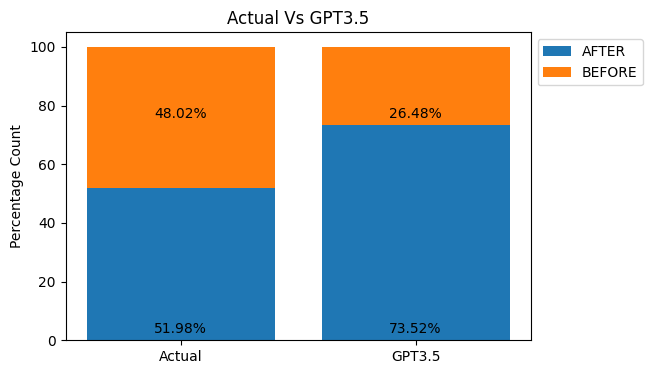 Actual Vs GPT3.5
AFTER
BEFORE
Percentage Count
100
80
60
40
20
0
48.02%
26.48%
51.98%
73.52%
Actual
GPT3.5